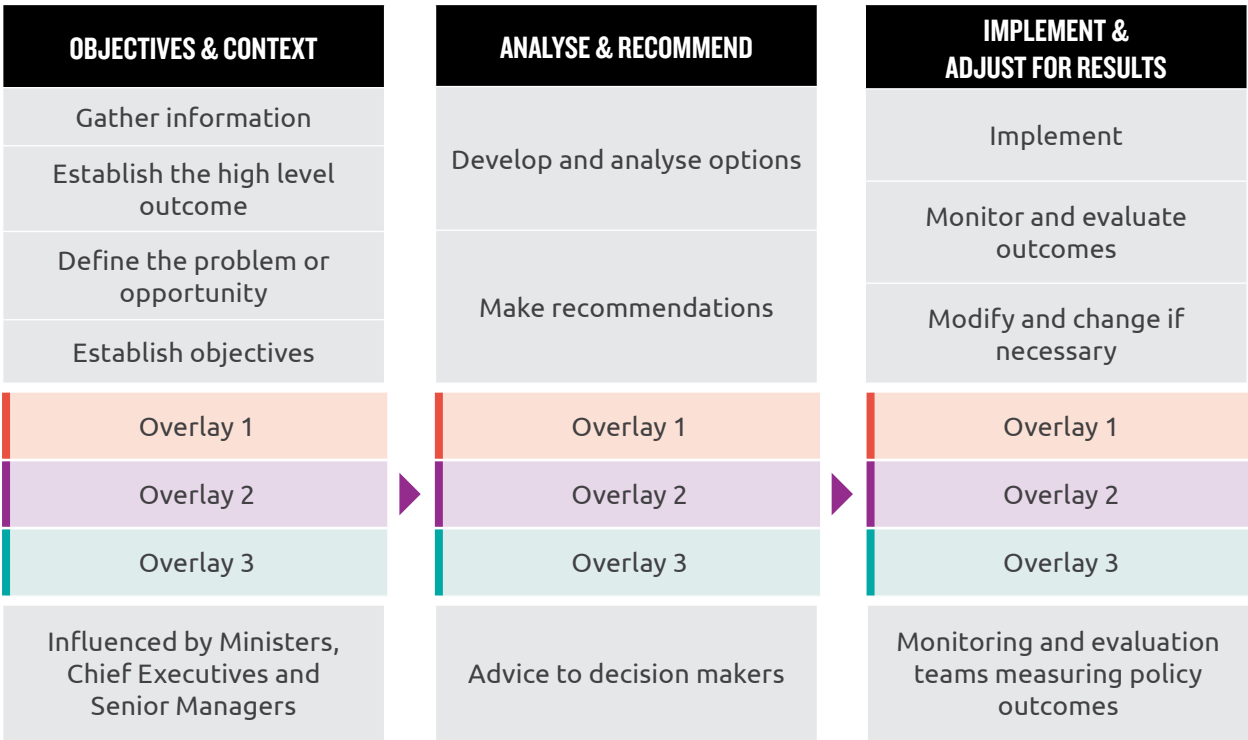 OBJECTIVES & CONTEXT
Gather information
Establish the high level
outcome
Define the problem or
opportunity
Establish objectives
Overlay 1
Overlay 2
Overlay 3
Influenced by Ministers,
Chief Executives and
Senior Managers
ANALYSE & RECOMMEND
Develop and analyse options
Make recommendations
Overlay 1
Overlay 2
Overlay 3
Advice to decision makers
IMPLEMENT &
ADJUST FOR RESULTS
Implement
Monitor and evaluate
outcomes
Modify and change if
necessary
Overlay 1
Overlay 2
Overlay 3
Monitoring and evaluation
teams measuring policy
outcomes